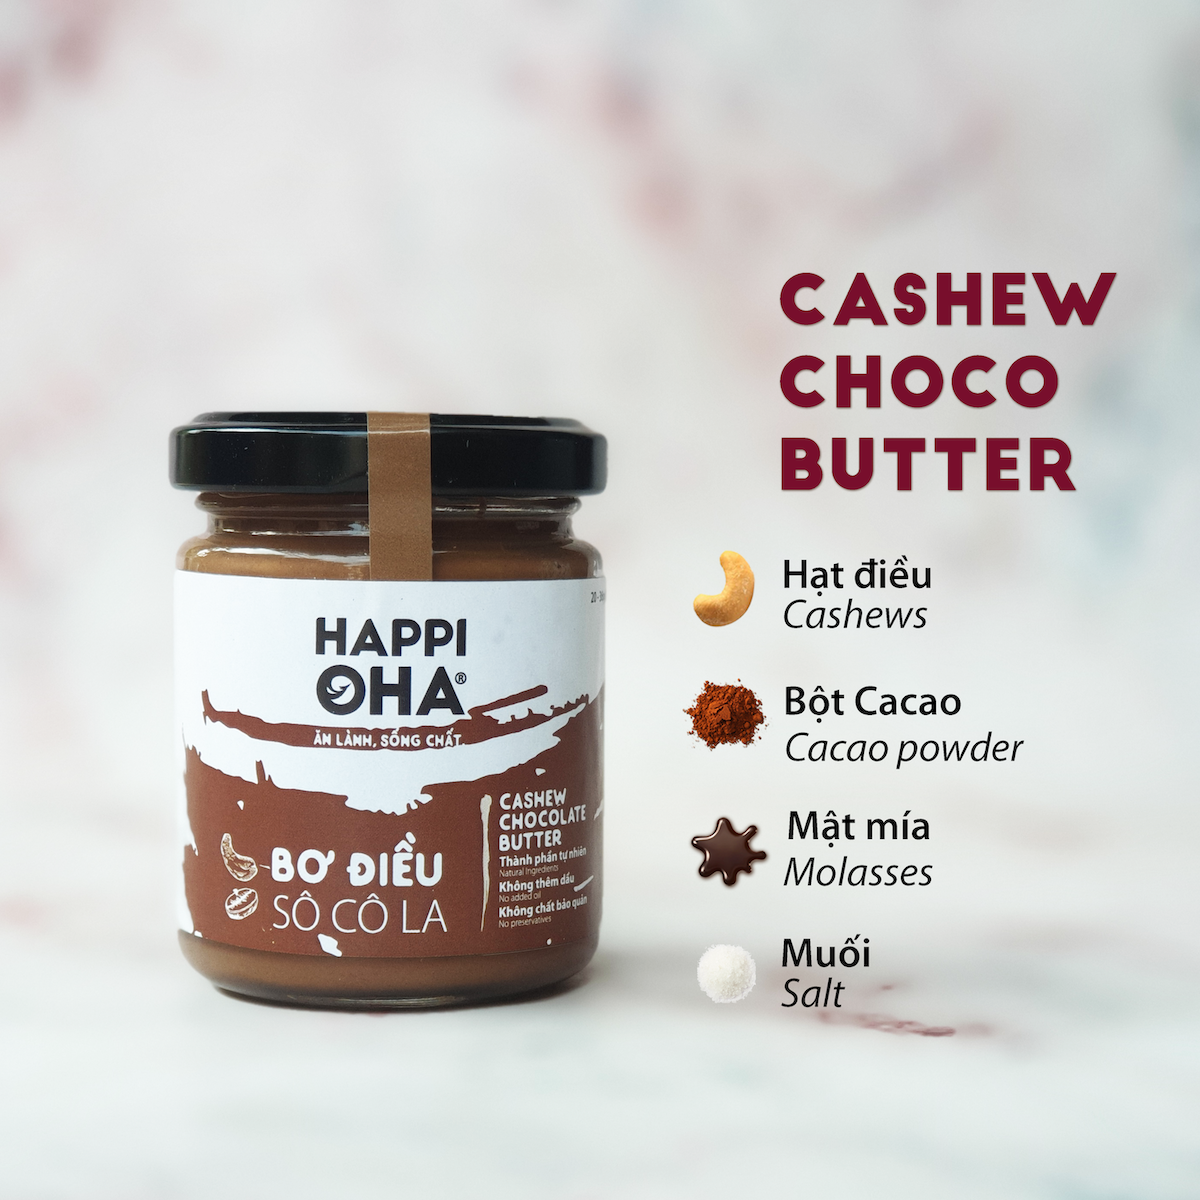 CASHEW
CHOCO
BUTTER
Hạt điều
Cashews
Bột Cacao
Cacao powder
Mật mía
Molasses
Muối
Salt
HAPPI
OHA®
ĂN LÀNH, SỐNG CHẤT
BƠ ĐIỀU
SÔ CÔ LA
CASHEW
CHOCOLATE
BUTTER
Thành phần tự nhiên
Natural Ingredients
Không thêm dầu
No added oil
Không chất bảo quản
No preservatives